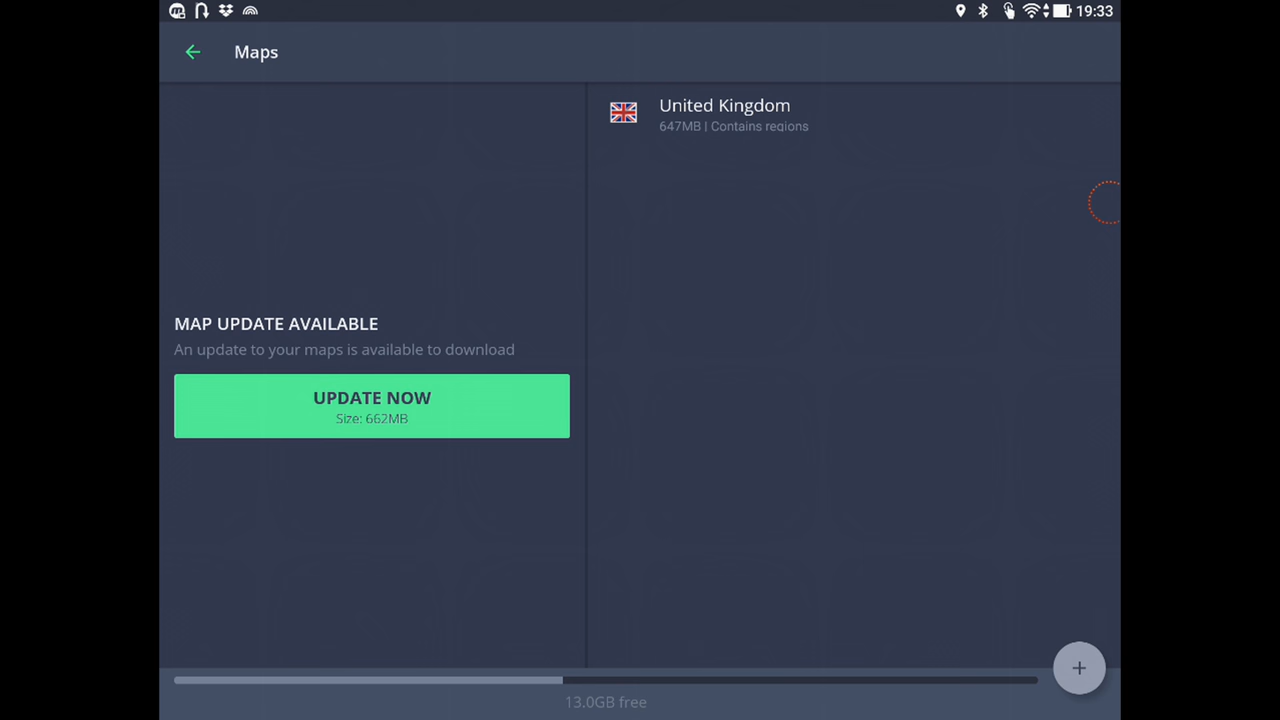 19:33
Maps
United Kingdom
647MB | Contains regions
MAP UPDATE AVAILABLE
An update to your maps is available to download
UPDATE NOW
Size: 662MB
13.0GB free